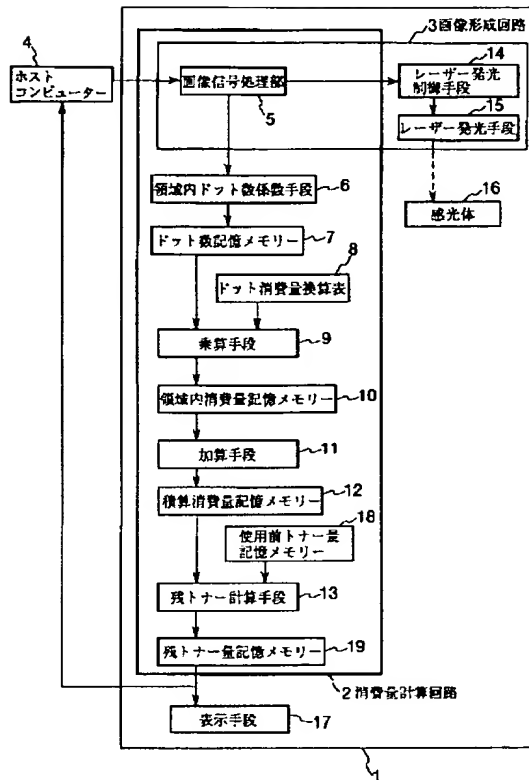 3画像形成回路
4
ホスト
コンピューター
画像信号処理部
5
14
レーザー発光
制御手段
15
レーザー発光手段
16
感光体
領域内ドット数係数手段
6
ドット数記憶メモリー
7
8
ドット消費量換算表
乗算手段
9
領域内消費量記憶メモリー
10
加算手段
11
積算消費量記憶メモリー
12
18
使用前トナー量
記憶メモリー
残トナー計算手段
13
残トナー量記憶メモリー
19
2消費量計算回路
表示手段
17
1